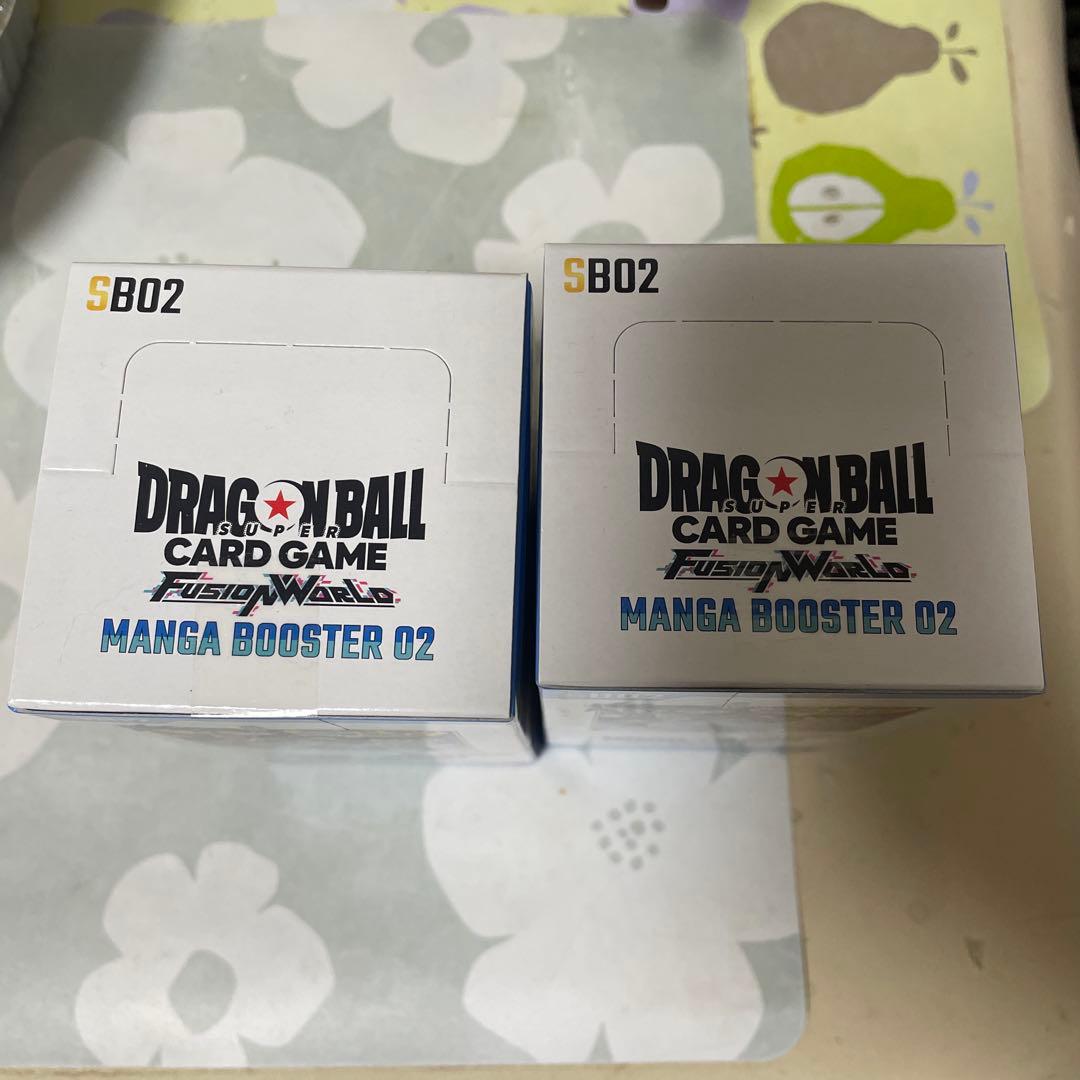 SB02
DRAGON BALL
SUPER
CARD GAME
FUSION WORLD
MANGA BOOSTER 02
SB02
DRAGON BALL
SUPER
CARD GAME
FUSION WORLD
MANGA BOOSTER 02